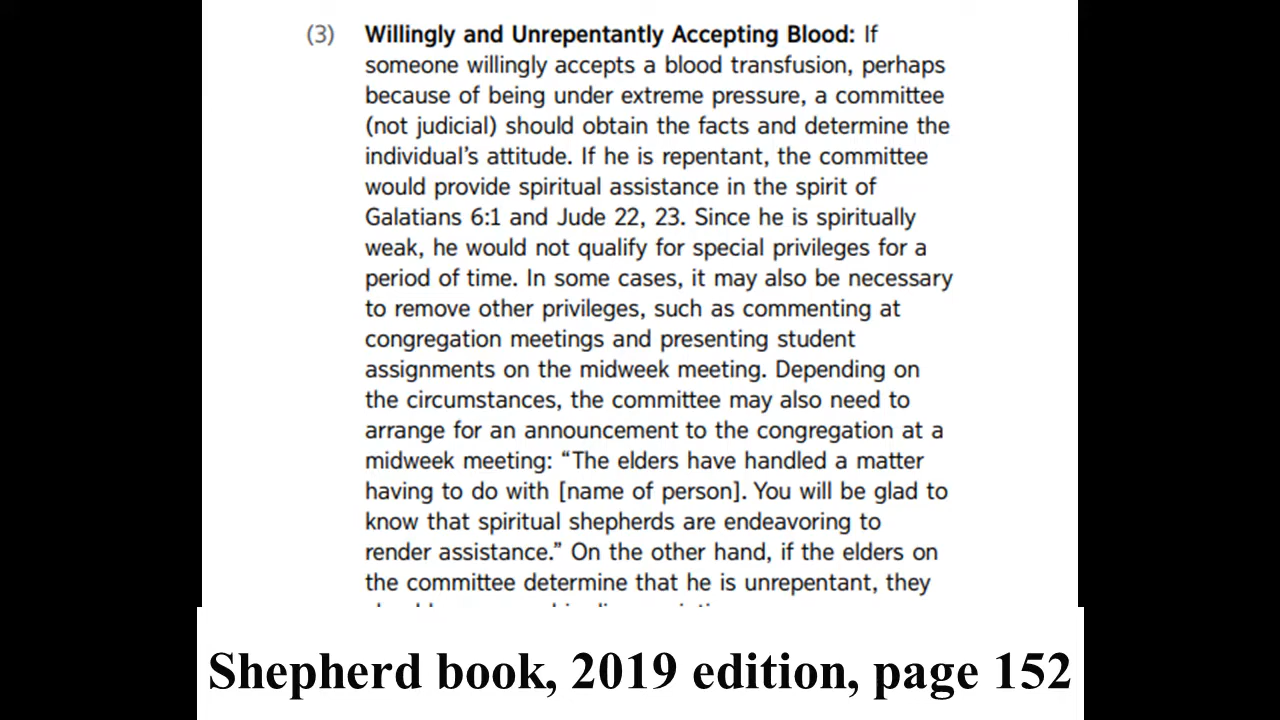 (3) Willingly and Unrepentantly Accepting Blood: If
someone willingly accepts a blood transfusion, perhaps
because of being under extreme pressure, a committee
(not judicial) should obtain the facts and determine the
individual's attitude. If he is repentant, the committee
would provide spiritual assistance in the spirit of
Galatians 6:1 and Jude 22, 23. Since he is spiritually
weak, he would not qualify for special privileges for a
period of time. In some cases, it may also be necessary
to remove other privileges, such as commenting at
congregation meetings and presenting student
assignments on the midweek meeting. Depending on
the circumstances, the committee may also need to
arrange for an announcement to the congregation at a
midweek meeting: “The elders have handled a matter
having to do with [name of person]. You will be glad to
know that spiritual shepherds are endeavoring to
render assistance.” On the other hand, if the elders on
the committee determine that he is unrepentant, they
Shepherd book, 2019 edition, page 152